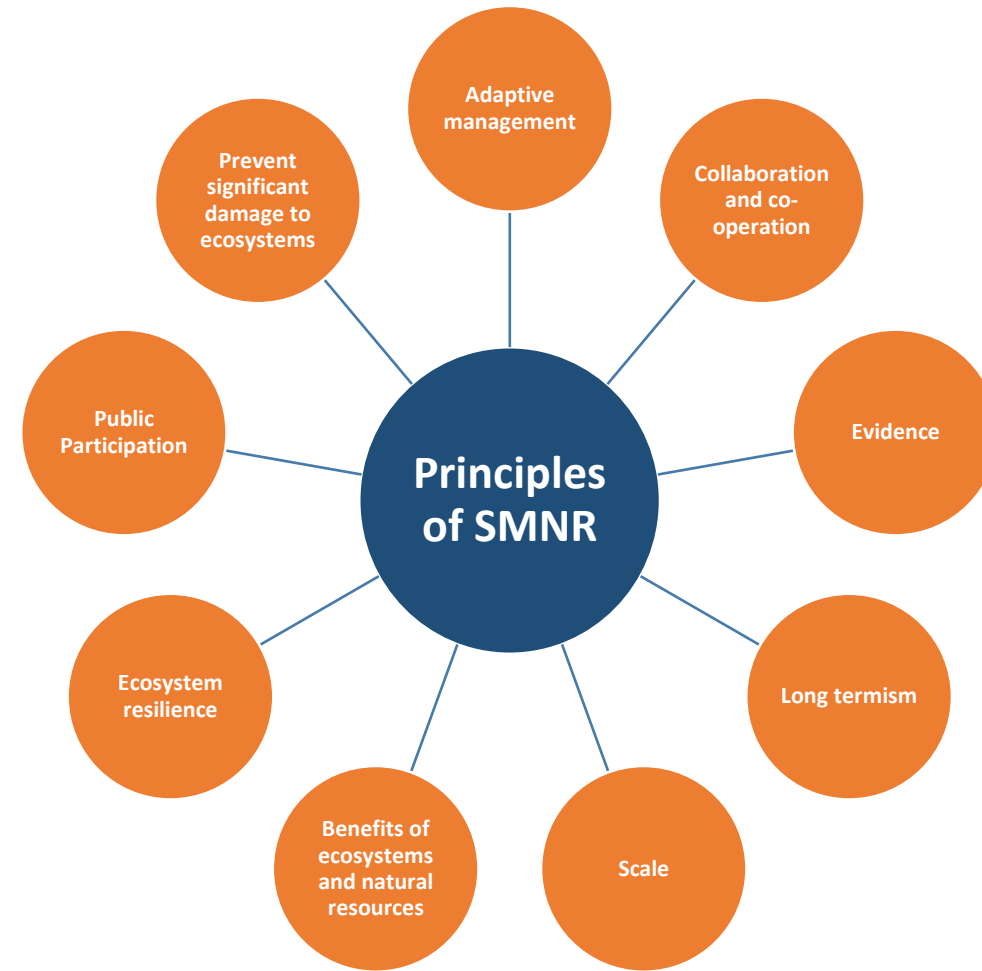 Adaptive
management
Collaboration
and co-
operation
Evidence
Long termism
Scale
Benefits of
ecosystems
and natural
resources
Ecosystem
resilience
Public
Participation
Prevent
significant
damage to
ecosystems
Principles
of SMNR